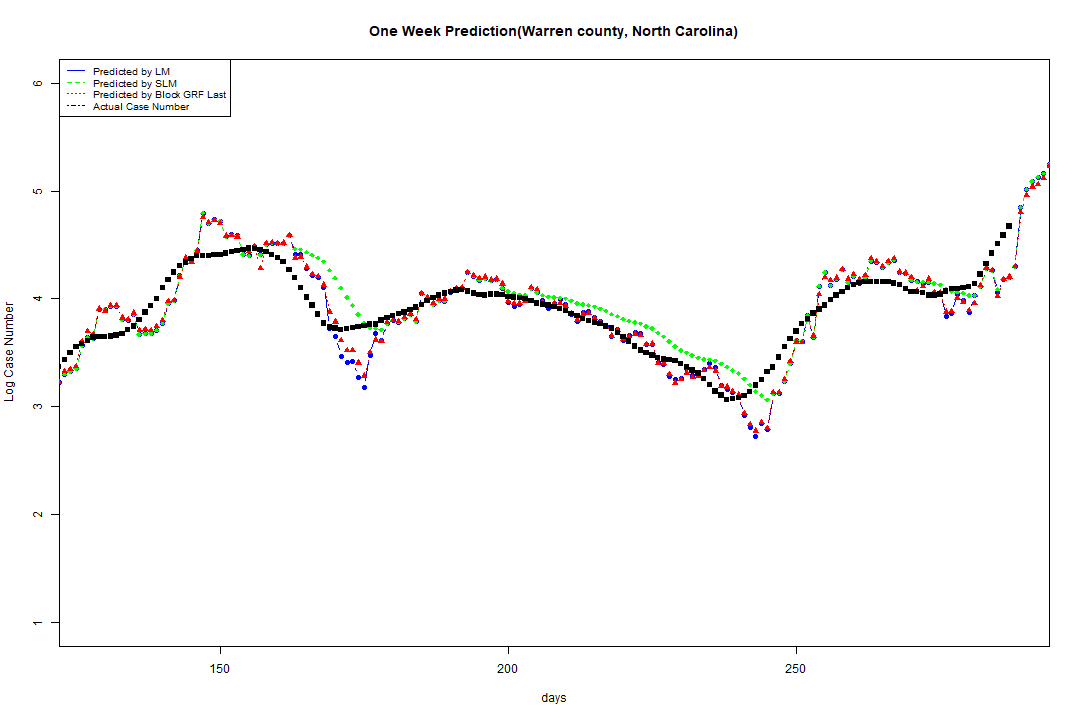 One Week Prediction(Warren county, North Carolina)
Predicted by LM
Predicted by SLM
Predicted by Block GRF Last
Actual Case Number
6
5
4
3
2
1
Log Case Number
150
200
250
days